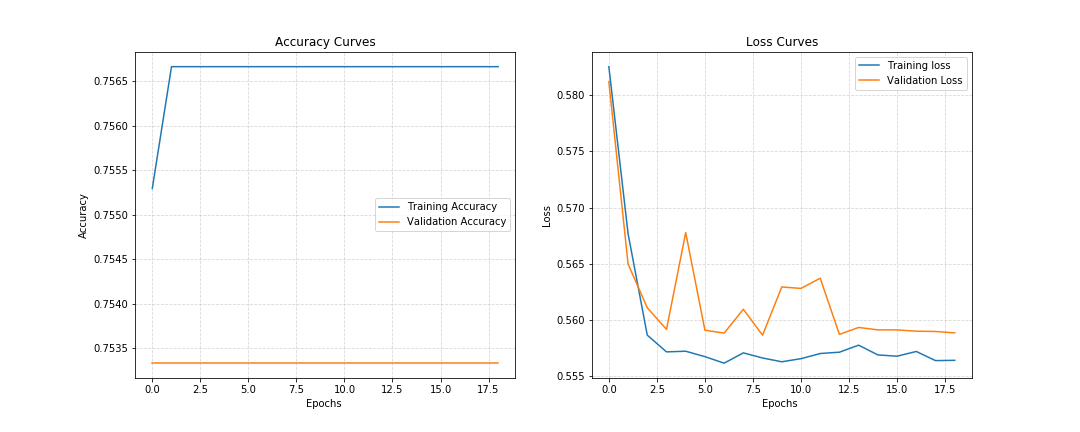 Accuracy Curves
Accuracy
0.7565
0.7560
0.7555
0.7550
0.7545
0.7540
0.7535
Training Accuracy
Validation Accuracy
0.0 2.5 5.0 7.5 10.0 12.5 15.0 17.5
Epochs
Loss Curves
Loss
0.580
0.575
0.570
0.565
0.560
0.555
Training loss
Validation Loss
0.0 2.5 5.0 7.5 10.0 12.5 15.0 17.5
Epochs